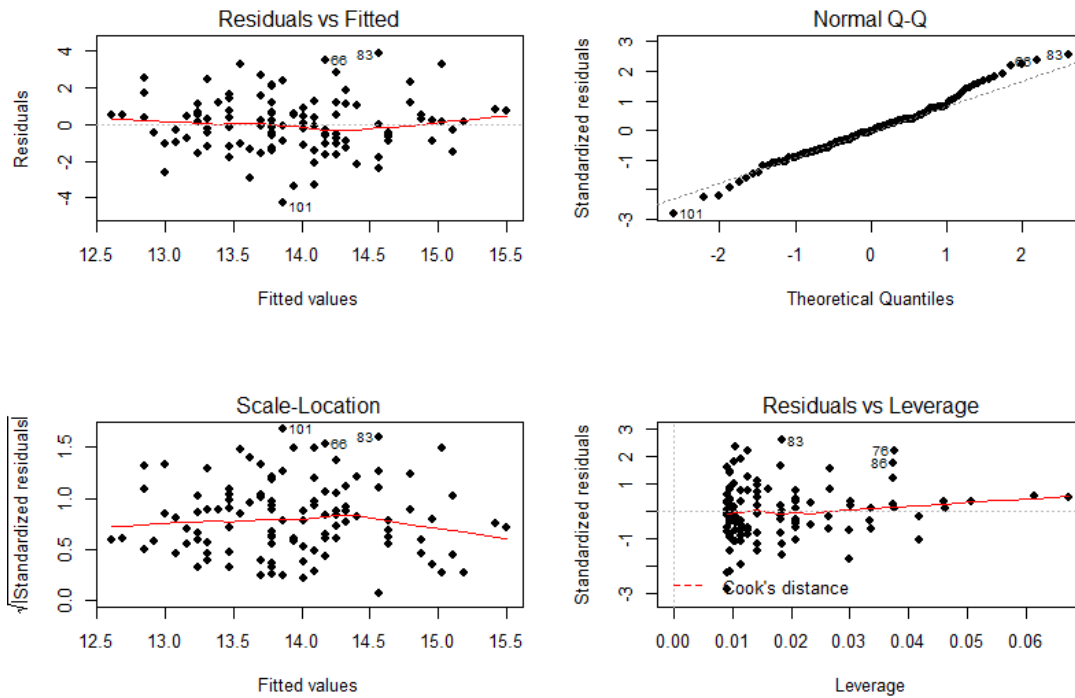 Residuals vs Fitted
Residuals
4
2
0
-2
-4
66
83
101
12.5 13.0 13.5 14.0 14.5 15.0 15.5
Fitted values
Normal Q-Q
Standardized residuals
3
2
1
0
-1
-3
66
83
101
-2 -1 0 1 2
Theoretical Quantiles
Scale-Location
√|Standardized residuals|
1.5
1.0
0.5
0.0
101
66
83
12.5 13.0 13.5 14.0 14.5 15.0 15.5
Fitted values
Residuals vs Leverage
Standardized residuals
3
2
1
0
-1
-3
83
76
86
Cook's distance
0.00 0.01 0.02 0.03 0.04 0.05 0.06
Leverage